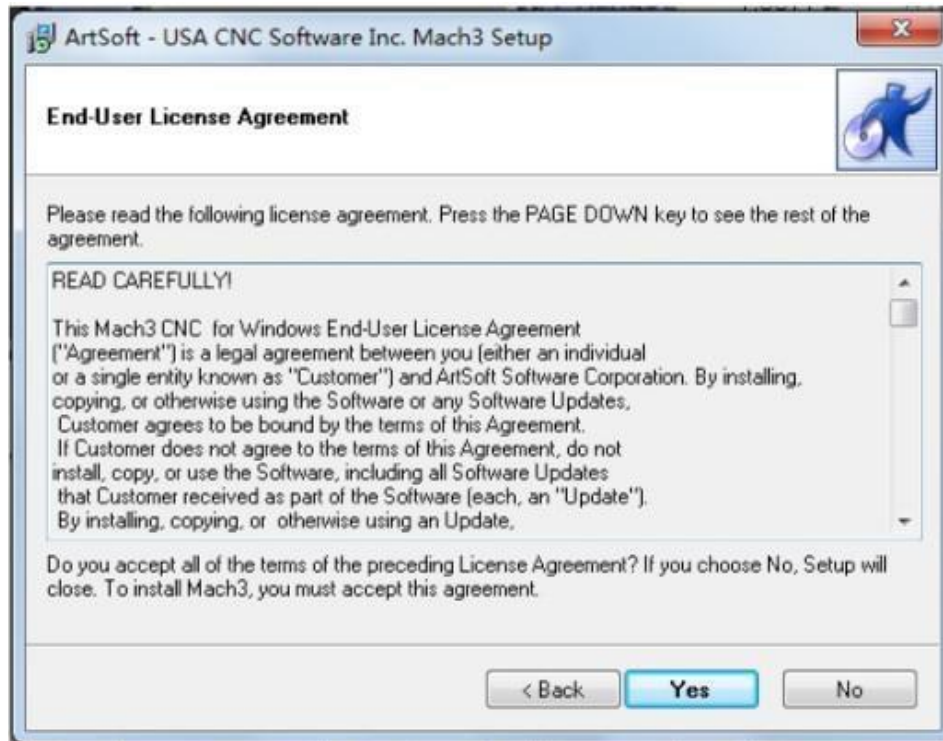 ArtSoft - USA CNC Software Inc. Mach3 Setup
End-User License Agreement
Please read the following license agreement. Press the PAGE DOWN key to see the rest of the
agreement.
READ CAREFULLY!
This Mach3 CNC  for Windows End-User License Agreement
("Agreement") is a legal agreement between you (either an individual
or a single entity known as "Customer") and ArtSoft Software Corporation. By installing,
copying, or otherwise using the Software or any Software Updates,
Customer agrees to be bound by the terms of this Agreement.
If Customer does not agree to the terms of this Agreement, do not
install, copy, or use the Software, including all Software Updates
that Customer received as part of the Software (each, an "Update").
By installing, copying, or  otherwise using an Update,
Do you accept all of the terms of the preceding License Agreement? If you choose No, Setup will
close. To install Mach3, you must accept this agreement.
< Back
Yes
No